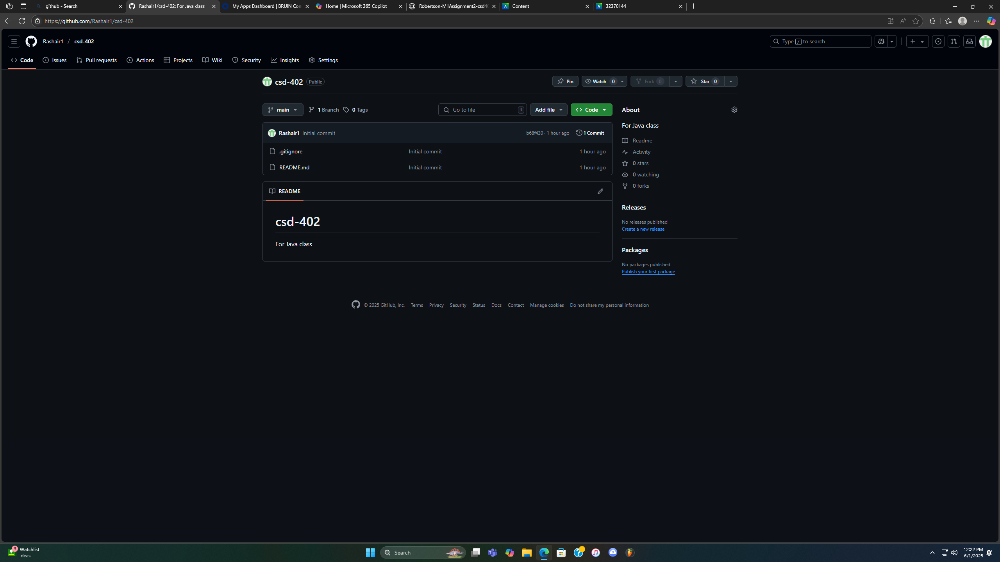 github - Search
Rashair1/csd-402: For Java class
My Apps Dashboard | BRUIN Con
Home | Microsoft 365 Copilot
Robertson-M1Assignment2-csd4
Content
32370144
https://github.com/Rashair1/csd-402
Rashair1 / csd-402
Type / to search
Code
Issues
Pull requests
Actions
Projects
Wiki
Security
Insights
Settings
csd-402 Public
Pin
Watch 0
Fork 0
Star 0
main
1 Branch
0 Tags
Go to file t
Add file
Code
Rashair1 Initial commit b68f430 · 1 hour ago 1 Commit
.gitignore Initial commit 1 hour ago
README.md Initial commit 1 hour ago
README
csd-402
For Java class
About
For Java class
Readme
Activity
0 stars
0 watching
0 forks
Releases
No releases published
Create a new release
Packages
No packages published
Publish your first package
© 2025 GitHub, Inc. Terms Privacy Security Status Docs Contact Manage cookies Do not share my personal information
3
Watchlist
Ideas
Search
12:22 PM
6/1/2025